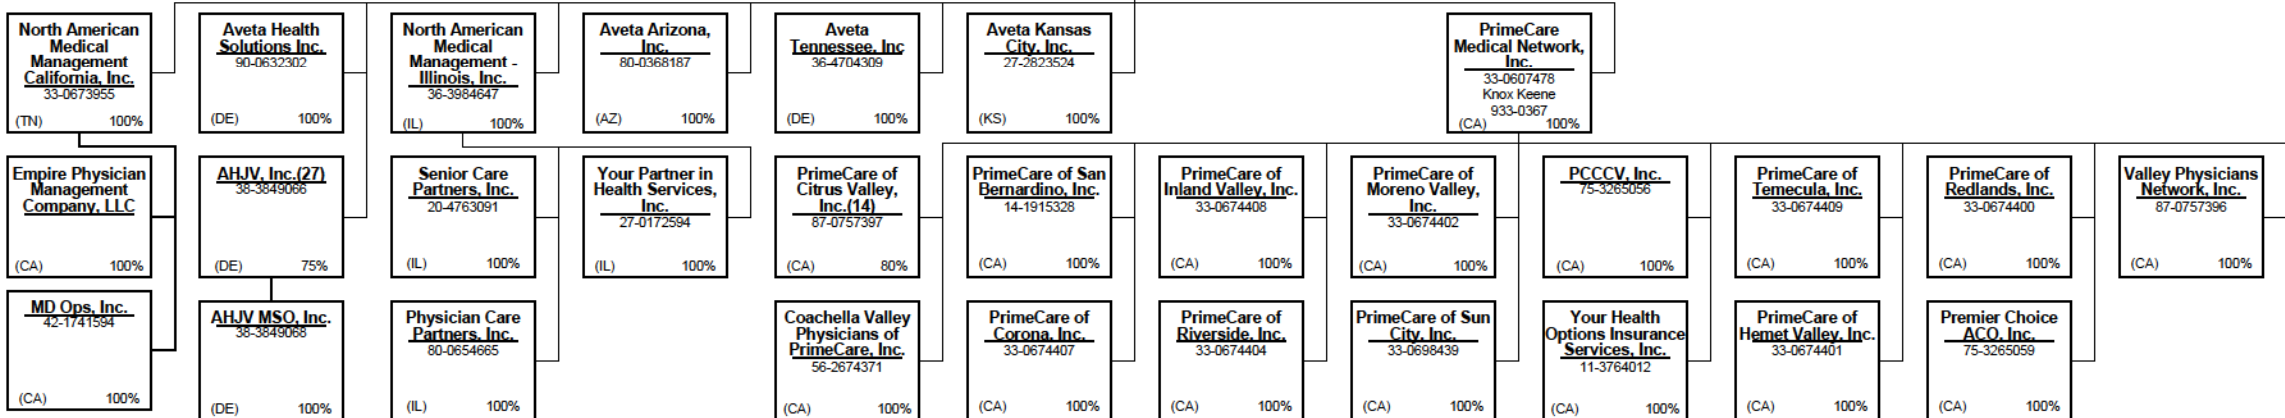 North American
Medical
Management
California, Inc.
33-0673955
(TN) 100%
Aveta Health
Solutions Inc.
90-0632302
(DE) 100%
North American
Medical
Management -
Illinois, Inc.
36-3984647
(IL) 100%
Aveta Arizona,
Inc.
80-0368187
(AZ) 100%
Aveta
Tennessee, Inc
36-4704309
(DE) 100%
Aveta Kansas
City, Inc.
27-2823524
(KS) 100%
PrimeCare
Medical Network,
Inc.
33-0607478
Knox Keene
933-0367
(CA) 100%
Empire Physician
Management
Company, LLC
(CA) 100%
AHJV, Inc.(27)
38-3849066
(DE) 75%
Senior Care
Partners, Inc.
20-4763091
(IL) 100%
Your Partner in
Health Services,
Inc.
27-0172594
(IL) 100%
PrimeCare of
Citrus Valley,
Inc.(14)
87-0757397
(CA) 80%
PrimeCare of San
Bernardino, Inc.
14-1915328
(CA) 100%
PrimeCare of
Inland Valley, Inc.
33-0674408
(CA) 100%
PrimeCare of
Moreno Valley,
Inc.
33-0674402
(CA) 100%
PCCCV, Inc.
75-3265056
(CA) 100%
PrimeCare of
Temecula, Inc.
33-0674409
(CA) 100%
PrimeCare of
Redlands, Inc.
33-0674400
(CA) 100%
Valley Physicians
Network, Inc.
87-0757396
(CA) 100%
MD Ops, Inc.
42-1741594
(CA) 100%
AHJV MSO, Inc.
38-3849068
(DE) 100%
Physician Care
Partners, Inc.
80-0654665
(IL) 100%
Coachella Valley
Physicians of
PrimeCare, Inc.
56-2674371
(CA) 100%
PrimeCare of
Corona, Inc.
33-0674407
(CA) 100%
PrimeCare of
Riverside, Inc.
33-0674404
(CA) 100%
PrimeCare of Sun
City, Inc.
33-0698439
(CA) 100%
Your Health
Options Insurance
Services, Inc.
11-3764012
(CA) 100%
PrimeCare of
Hemet Valley, Inc.
33-0674401
(CA) 100%
Premier Choice
ACO, Inc.
75-3265059
(CA) 100%